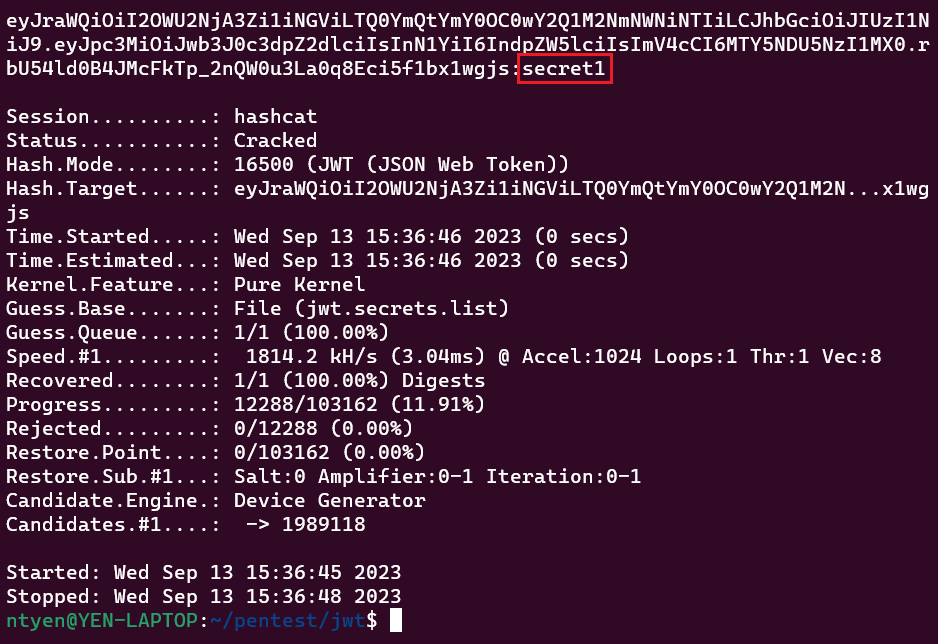 eyJraWQiOiI2OWU2NjA3Zi1iNGViLTQ0YmQtYmY0OC0wY2Q1M2NmNWNiNTIiLCJhbGciOiJIUzI1N
iJ9.eyJpc3MiOiJwb3J0c3dpZ2dlciIsInN1YiI6IndpZW5lciIsImV4cCI6MTY5NDU5NzI1MX0.r
bU54ld0B4JMcFkTp_2nQW0u3La0q8Eci5f1bx1wgjs:secret1
Session..........: hashcat
Status...........: Cracked
Hash.Mode........: 16500 (JWT (JSON Web Token))
Hash.Target......: eyJraWQiOiI2OWU2NjA3Zi1iNGViLTQ0YmQtYmY0OC0wY2Q1M2N...x1wg
js
Time.Started.....: Wed Sep 13 15:36:46 2023 (0 secs)
Time.Estimated...: Wed Sep 13 15:36:46 2023 (0 secs)
Kernel.Feature...: Pure Kernel
Guess.Base.......: File (jwt.secrets.list)
Guess.Queue......: 1/1 (100.00%)
Speed.#1.........:  1814.2 kH/s (3.04ms) @ Accel:1024 Loops:1 Thr:1 Vec:8
Recovered........: 1/1 (100.00%) Digests
Progress.........: 12288/103162 (11.91%)
Rejected.........: 0/12288 (0.00%)
Restore.Point....: 0/103162 (0.00%)
Restore.Sub.#1...: Salt:0 Amplifier:0-1 Iteration:0-1
Candidate.Engine.: Device Generator
Candidates.#1....:  -> 1989118
Started: Wed Sep 13 15:36:45 2023
Stopped: Wed Sep 13 15:36:48 2023
ntyen@YEN-LAPTOP:~/pentest/jwt$